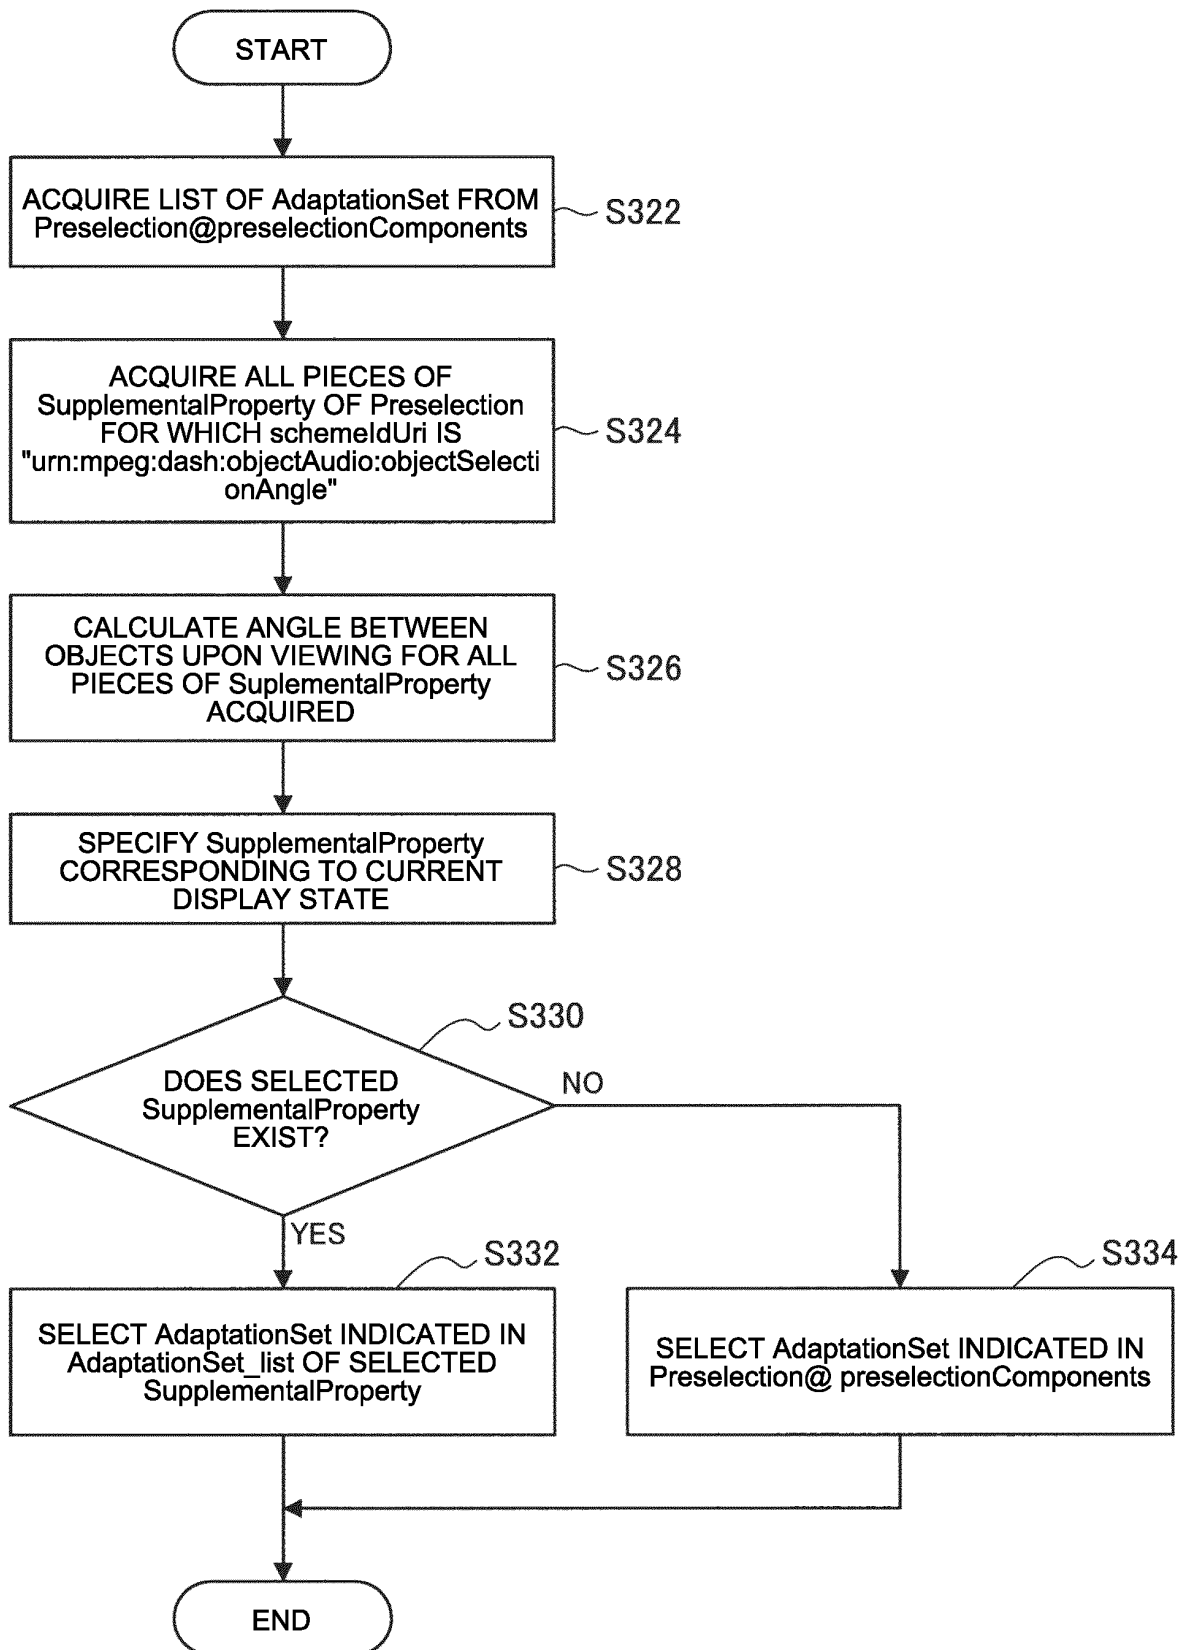 START
ACQUIRE LIST OF AdaptationSet FROM
Preselection@preselectionComponents
S322
ACQUIRE ALL PIECES OF
SupplementalProperty OF Preselection
FOR WHICH schemeIdUri IS
"urn:mpeg:dash:objectAudio:objectSelecti
onAngle"
S324
CALCULATE ANGLE BETWEEN
OBJECTS UPON VIEWING FOR ALL
PIECES OF SuplementalProperty
ACQUIRED
S326
SPECIFY SupplementalProperty
CORRESPONDING TO CURRENT
DISPLAY STATE
S328
S330
DOES SELECTED
SupplementalProperty
EXIST?
NO
YES
S332
SELECT AdaptationSet INDICATED IN
AdaptationSet_list OF SELECTED
SupplementalProperty
S334
SELECT AdaptationSet INDICATED IN
Preselection@ preselectionComponents
END